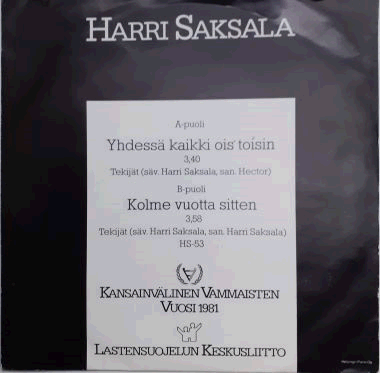 HARRI SAKSALA
A-puoli
Yhdessä kaikki ois toisin
3,40
Tekijät (säv. Harri Saksala, san. Hector)
B-puoli
Kolme vuotta sitten
3,58
Tekijät (säv. Harri Saksala, san. Harri Saksala)
HS-53
KANSAINVÄLINEN VAMMAISTEN
VUOSI 1981
LASTENSUOJELUN KESKUSLIITTO